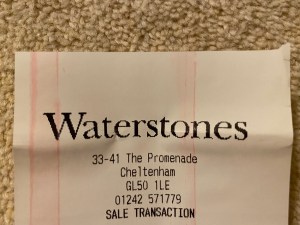 Waterstones
33-41 The Promenade
Cheltenham
GL50 1LE
01242 571779
SALE TRANSACTION